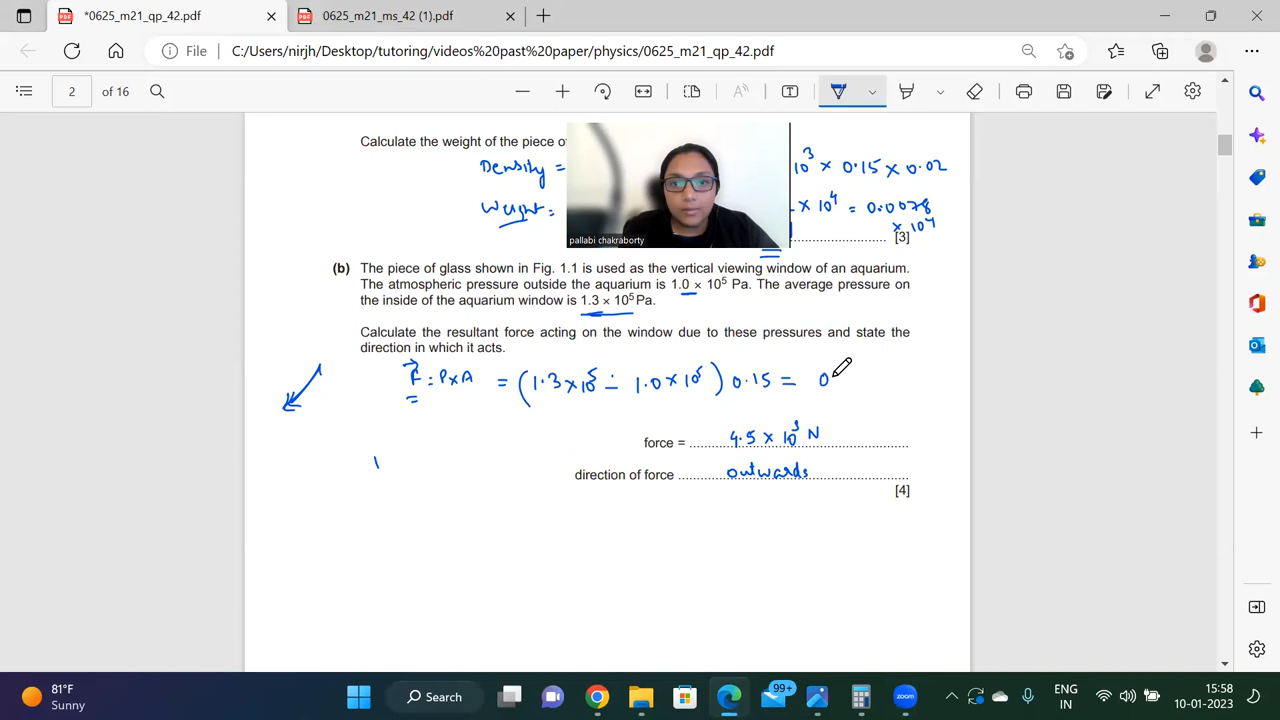 *0625_m21_qp_42.pdf
0625_m21_ms_42 (1).pdf
File
C:/Users/nirjh/Desktop/tutoring/videos%20past%20paper/physics/0625_m21_qp_42.pdf
2 of 16
Calculate the weight of the piece of
Density = 10³ × 0.15 × 0.02
Weight = × 10⁴ = 0.0078 × 10⁴
[3]
pallabi chakraborty
(b) The piece of glass shown in Fig. 1.1 is used as the vertical viewing window of an aquarium.
The atmospheric pressure outside the aquarium is 1.0 × 10⁵ Pa. The average pressure on
the inside of the aquarium window is 1.3 × 10⁵ Pa.
Calculate the resultant force acting on the window due to these pressures and state the
direction in which it acts.
F = P × A = (1.3 × 10⁵ − 1.0 × 10⁵) 0.15 = 0
force = 4.5 × 10³ N
direction of force outwards
[4]
81°F
Sunny
Search
99+
ENG
IN
15:58
10-01-2023